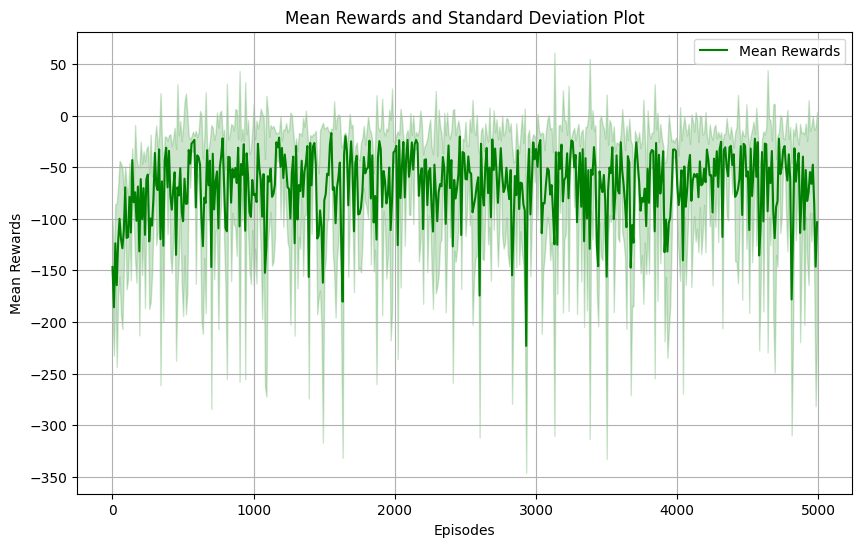 Mean Rewards and Standard Deviation Plot
Mean Rewards
Mean Rewards
50
0
−50
−100
−150
−200
−250
−300
−350
0 1000 2000 3000 4000 5000
Episodes